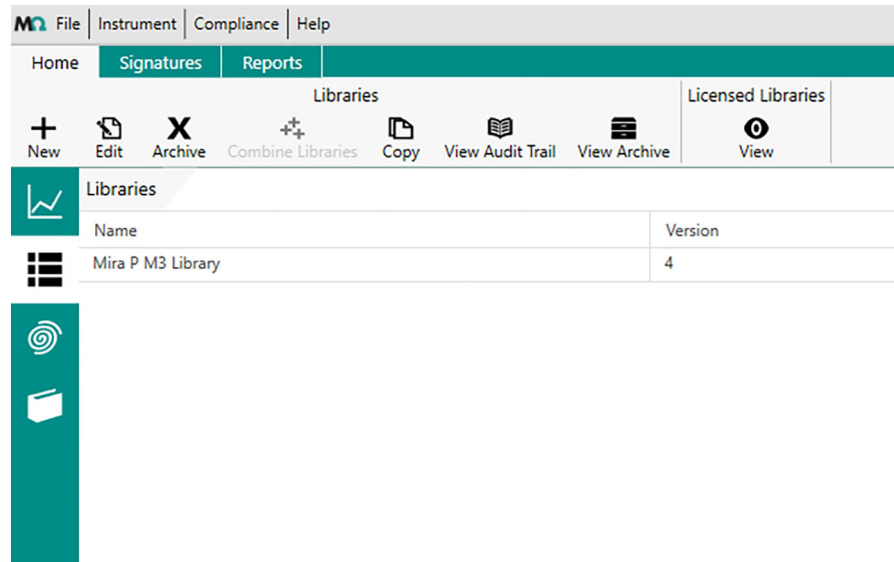 MΩ File Instrument Compliance Help
Home Signatures Reports
Libraries Licensed Libraries
New Edit Archive Combine Libraries Copy View Audit Trail View Archive View
Libraries
Name Version
Mira P M3 Library 4